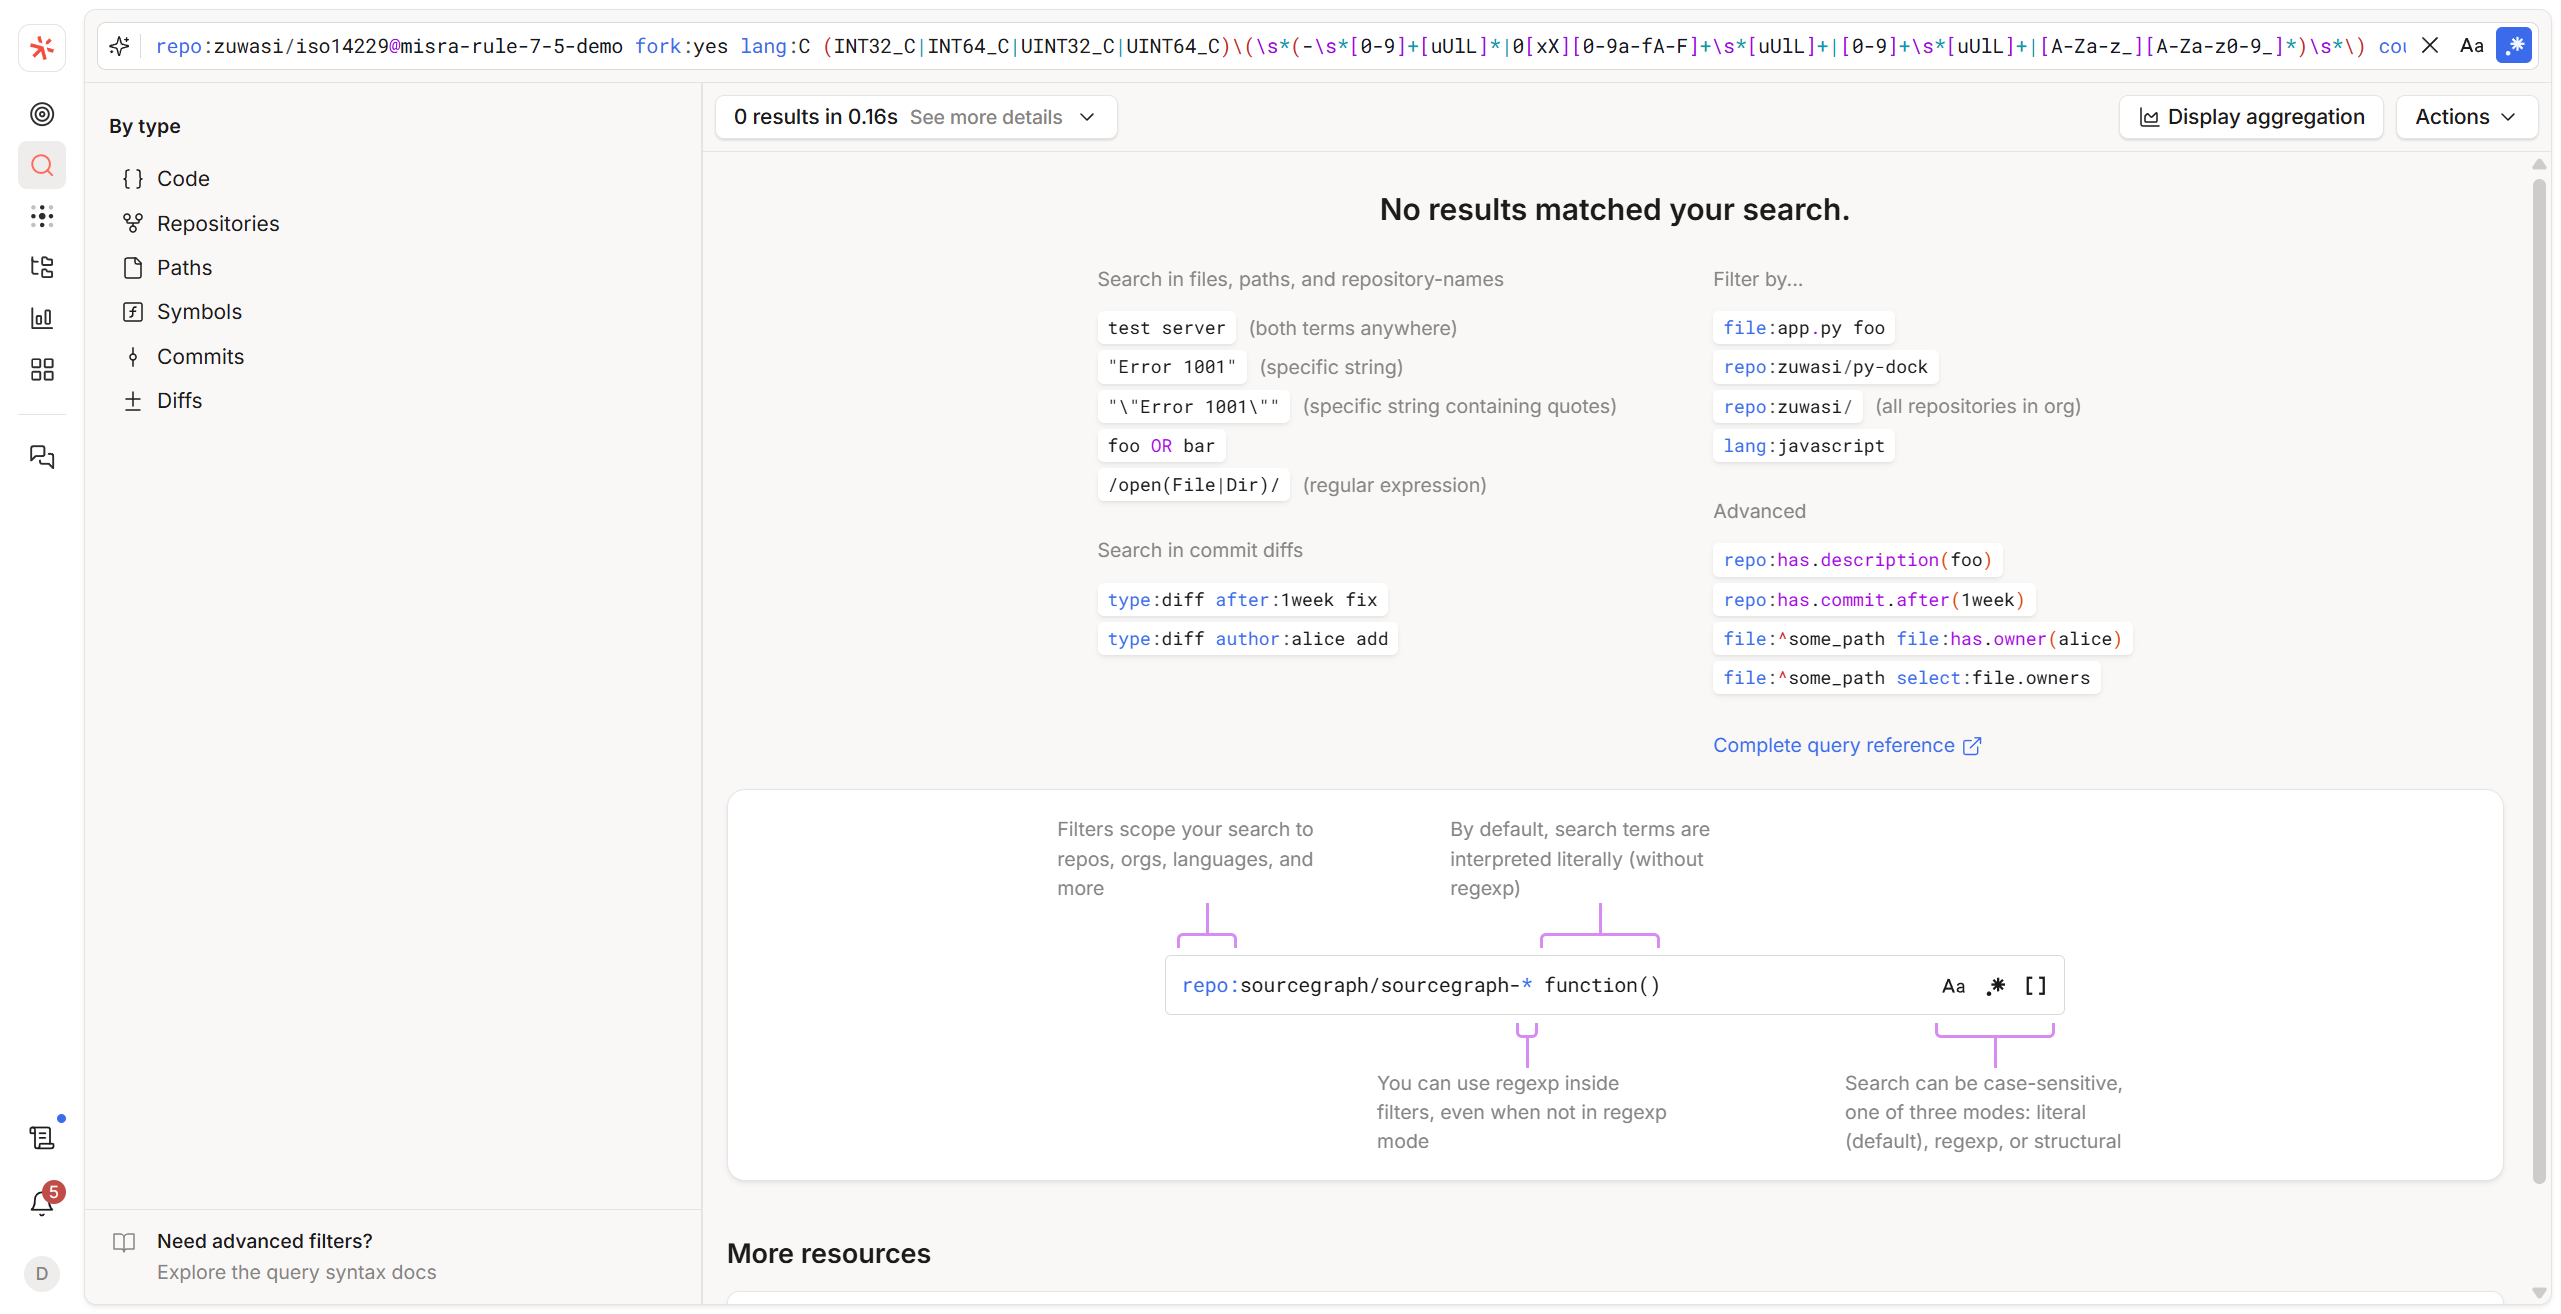 repo:zuwasi/iso14229@misra-rule-7-5-demo fork:yes lang:C (INT32_C|INT64_C|UINT32_C|UINT64_C)\(\s*(-\s*[0-9]+[uUlL]*|0[xX][0-9a-fA-F]+\s*[uUlL]+|[0-9]+\s*[uUlL]+|[A-Za-z_][A-Za-z0-9_]*)\s*\) cou
Aa
By type
Code
Repositories
Paths
Symbols
Commits
Diffs
0 results in 0.16s See more details
Display aggregation
Actions
No results matched your search.
Search in files, paths, and repository-names
test server (both terms anywhere)
"Error 1001" (specific string)
"\"Error 1001\"" (specific string containing quotes)
foo OR bar
/open(File|Dir)/ (regular expression)
Search in commit diffs
type:diff after:1week fix
type:diff author:alice add
Filter by...
file:app.py foo
repo:zuwasi/py-dock
repo:zuwasi/ (all repositories in org)
lang:javascript
Advanced
repo:has.description(foo)
repo:has.commit.after(1week)
file:^some_path file:has.owner(alice)
file:^some_path select:file.owners
Complete query reference
Filters scope your search to
repos, orgs, languages, and
more
By default, search terms are
interpreted literally (without
regexp)
repo:sourcegraph/sourcegraph-* function()
Aa .* []
You can use regexp inside
filters, even when not in regexp
mode
Search can be case-sensitive,
one of three modes: literal
(default), regexp, or structural
More resources
5
D
Need advanced filters?
Explore the query syntax docs